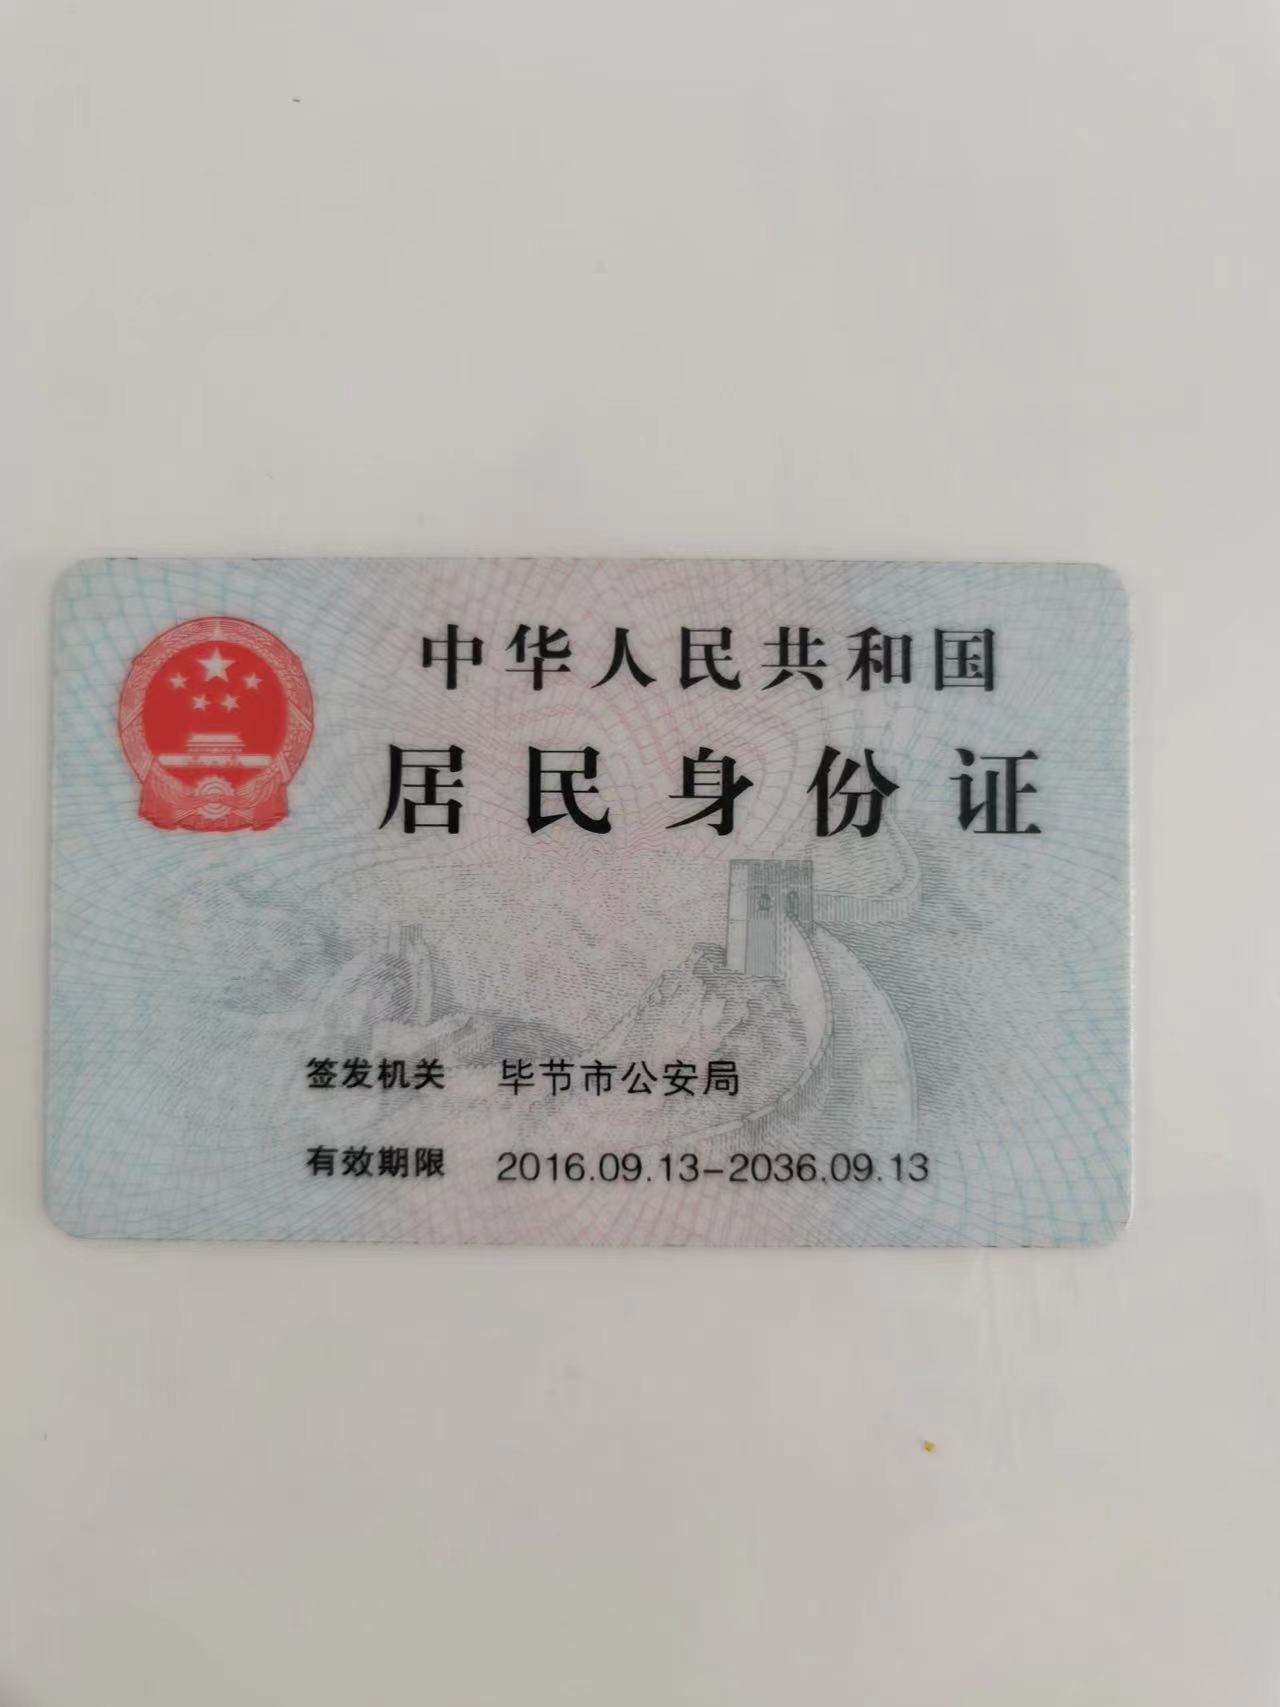 中华人民共和国
居民身份证
签发机关 毕节市公安局
有效期限 2016.09.13-2036.09.13